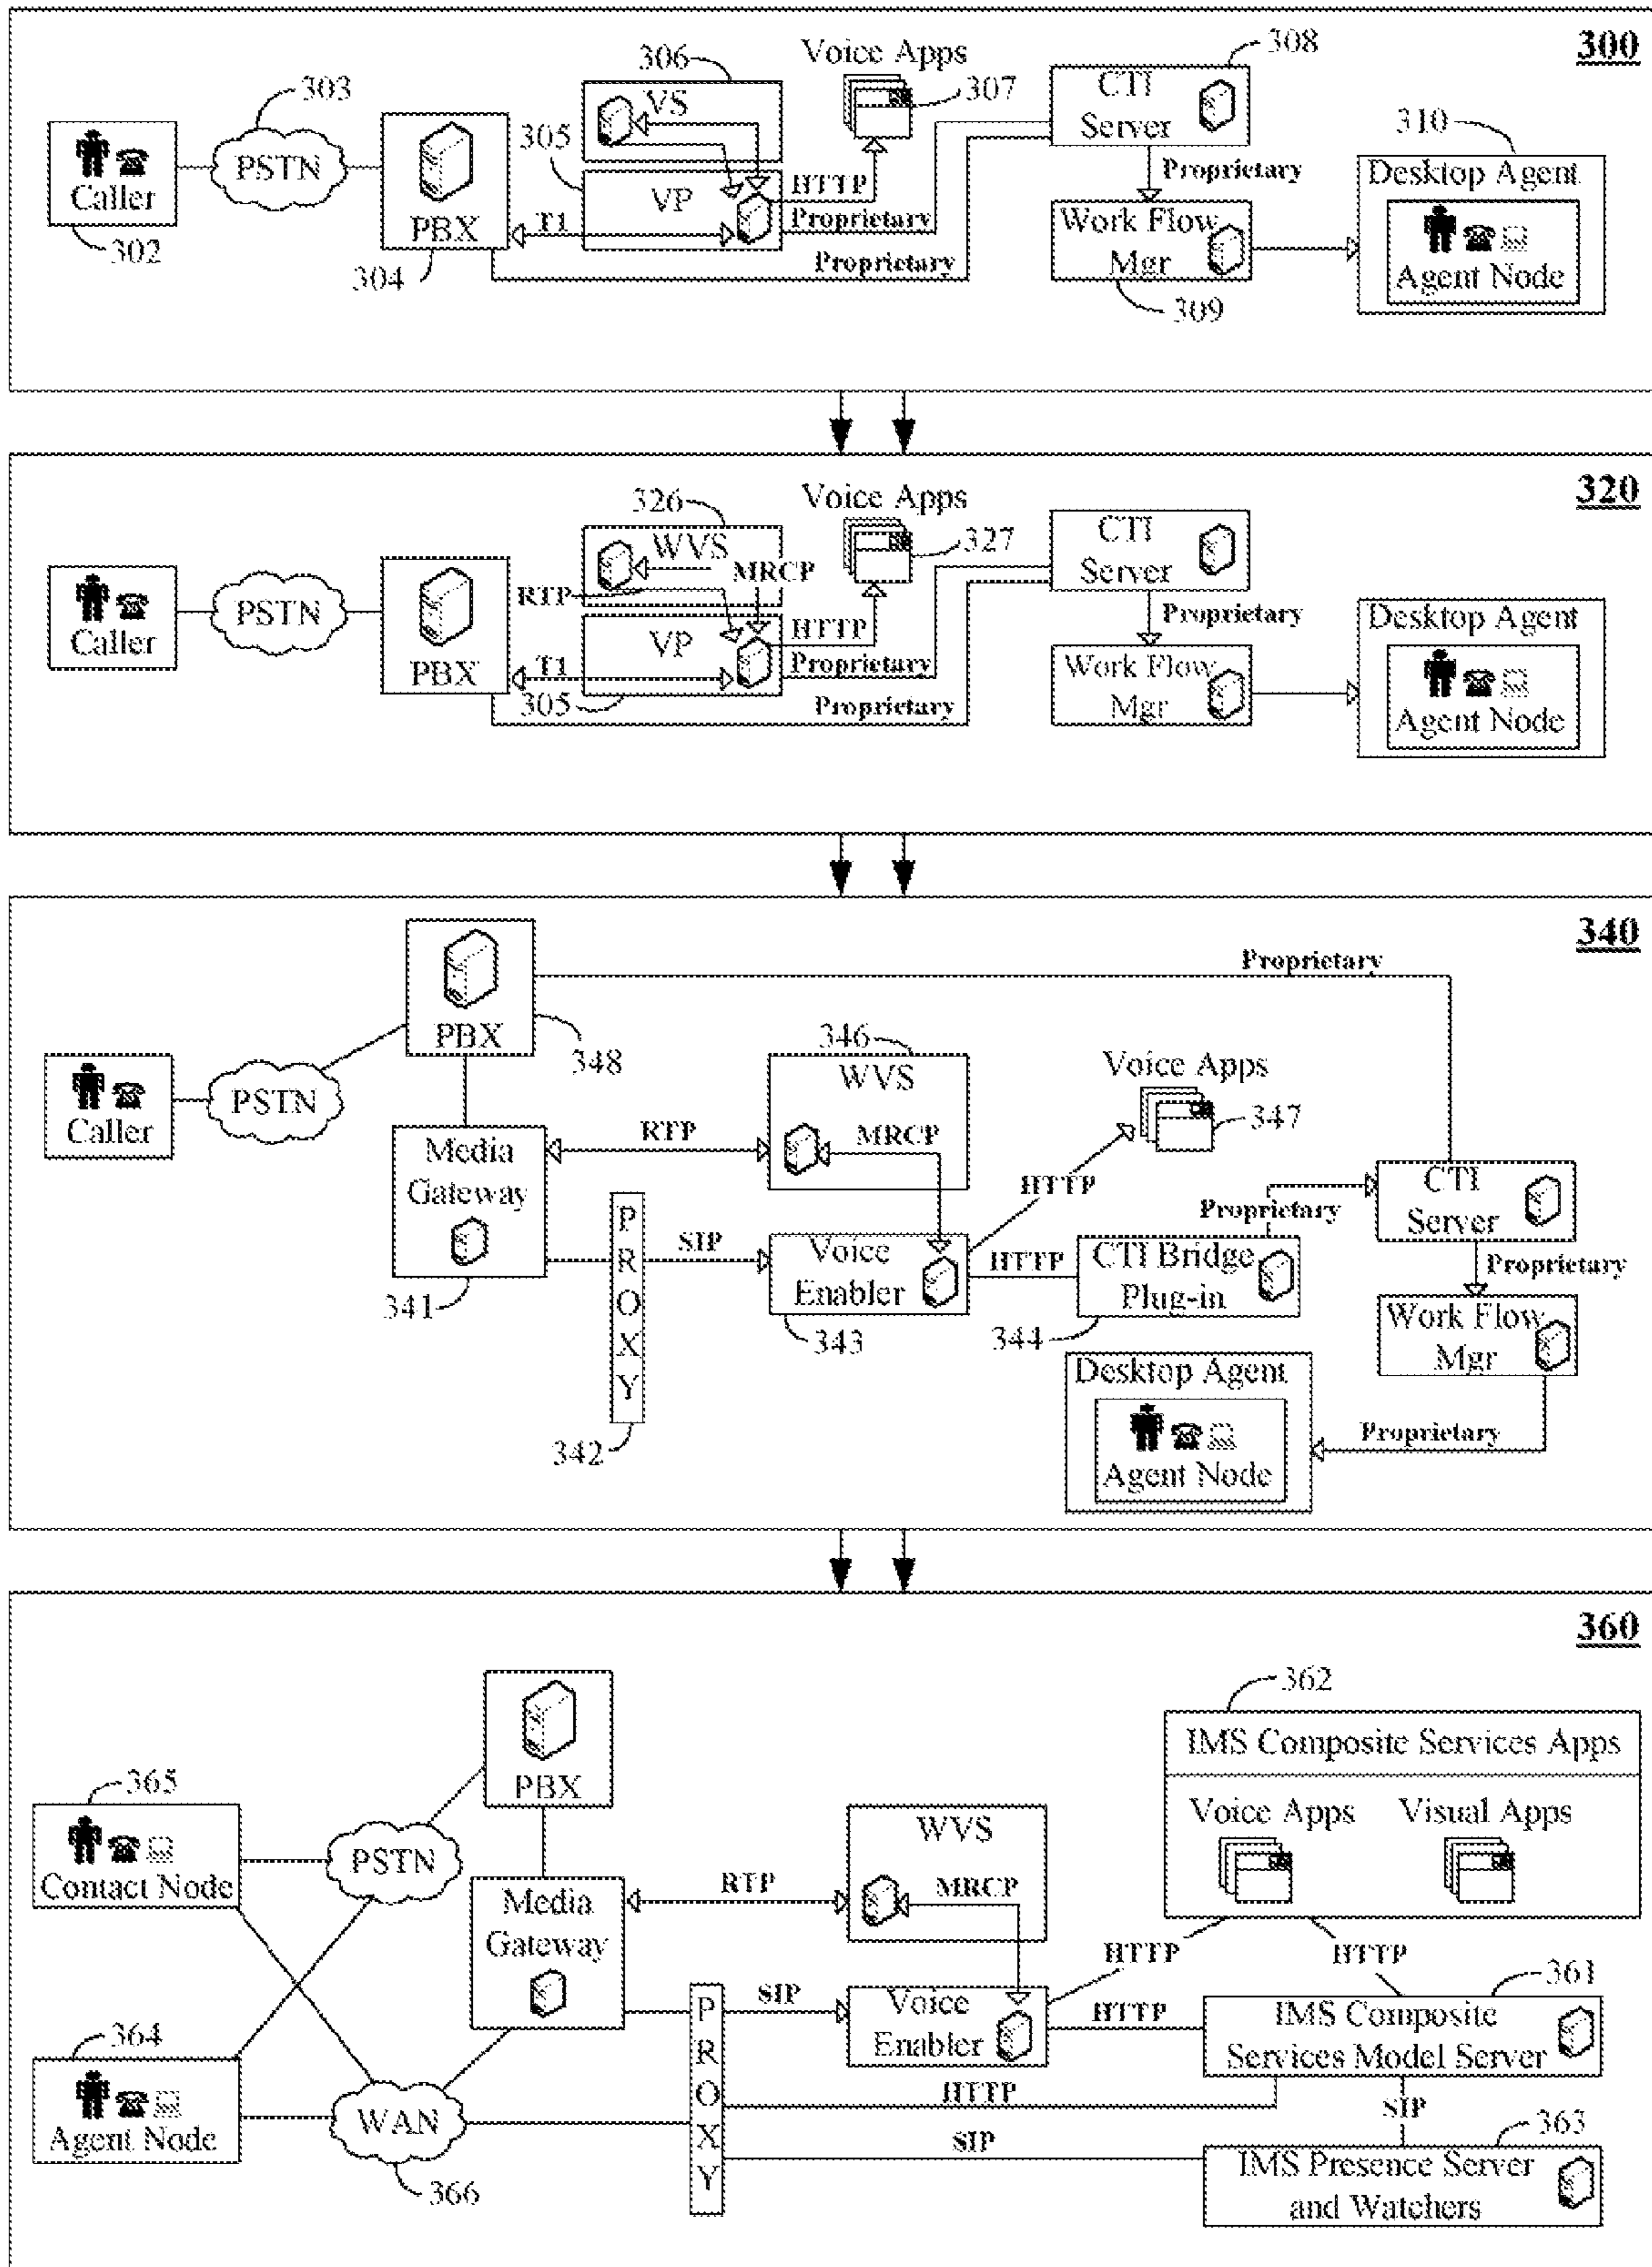 300
303
306
VS
Voice Apps
307
308
CTI
Server
310
305
PSTN
Caller
302
PBX
304
T1
VP
HTTP
Proprietary
Proprietary
Proprietary
Work Flow
Mgr
309
Desktop Agent
Agent Node
320
326
WVS
Voice Apps
327
CTI
Server
MRCP
RTP
PSTN
Caller
PBX
T1
305
VP
HTTP
Proprietary
Proprietary
Proprietary
Work Flow
Mgr
Desktop Agent
Agent Node
340
Proprietary
PBX
348
346
WVS
Voice Apps
347
PSTN
Caller
Media
Gateway
341
RTP
MRCP
HTTP
CTI
Server
Proprietary
PROXY
342
SIP
Voice
Enabler
343
HTTP
CTI Bridge
Plug-in
344
Proprietary
Work Flow
Mgr
Desktop Agent
Agent Node
Proprietary
360
362
IMS Composite Services Apps
Voice Apps
Visual Apps
PBX
365
Contact Node
PSTN
WVS
Media
Gateway
RTP
MRCP
HTTP
HTTP
361
SIP
Voice
Enabler
HTTP
IMS Composite
Services Model Server
364
Agent Node
WAN
366
PROXY
HTTP
SIP
SIP
363
IMS Presence Server
and Watchers